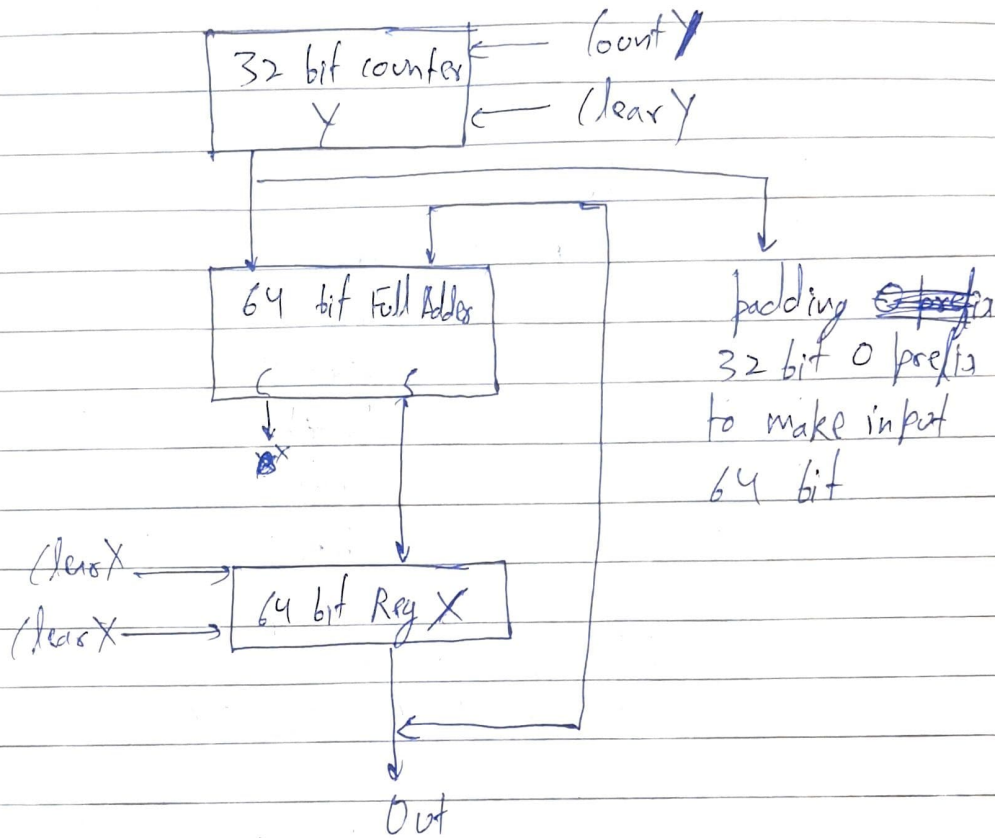 32 bit counter
Y
Count Y
Clear Y
64 bit Full Adder
C S
x
padding
32 bit 0 prefix
to make input
64 bit
Clear X
Clear X
64 bit Reg X
Out